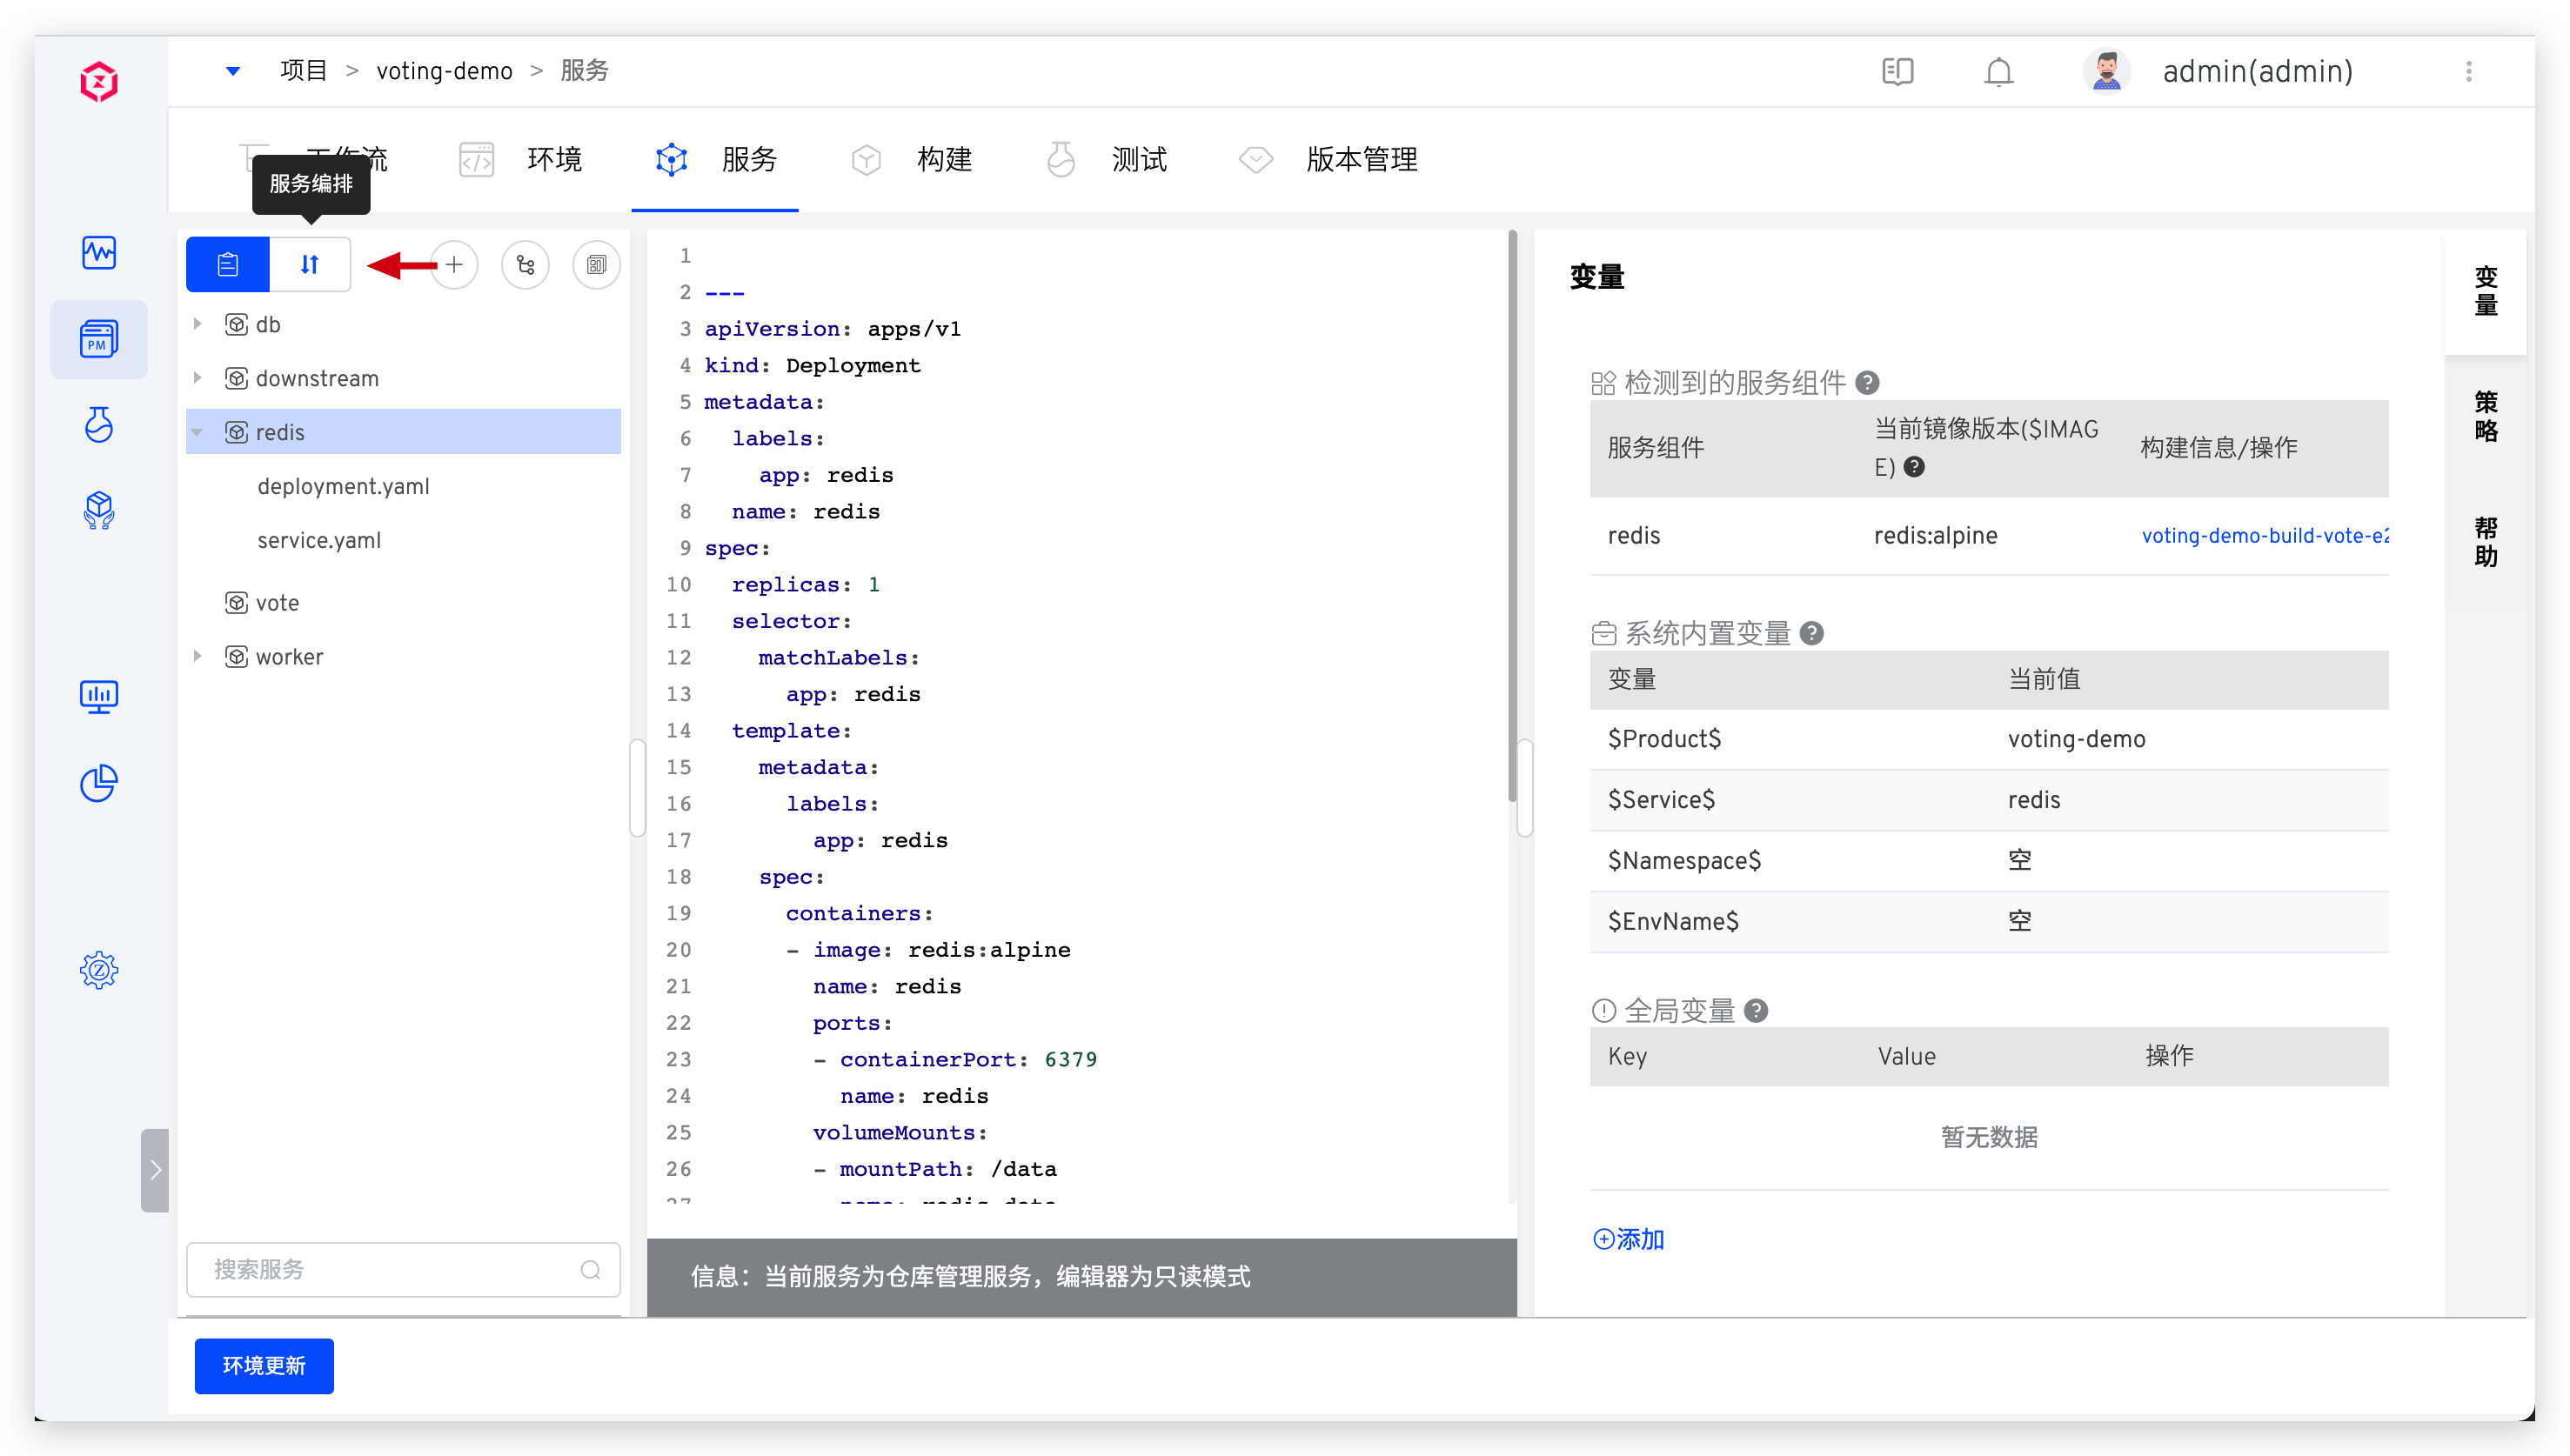 项目 > voting-demo > 服务
admin(admin)
工作流
环境
服务
构建
测试
版本管理
服务编排
PM
db
downstream
redis
deployment.yaml
service.yaml
vote
worker
搜索服务
1
2 ---
3 apiVersion: apps/v1
4 kind: Deployment
5 metadata:
6 labels:
7 app: redis
8 name: redis
9 spec:
10 replicas: 1
11 selector:
12 matchLabels:
13 app: redis
14 template:
15 metadata:
16 labels:
17 app: redis
18 spec:
19 containers:
20 - image: redis:alpine
21 name: redis
22 ports:
23 - containerPort: 6379
24 name: redis
25 volumeMounts:
26 - mountPath: /data
27 name: redis-data
信息：当前服务为仓库管理服务，编辑器为只读模式
变量
检测到的服务组件
服务组件 当前镜像版本($IMAG
E) 构建信息/操作
redis redis:alpine voting-demo-build-vote-e2
系统内置变量
变量 当前值
$Product$ voting-demo
$Service$ redis
$Namespace$ 空
$EnvName$ 空
全局变量
Key Value 操作
暂无数据
添加
变量
策略
帮助
环境更新